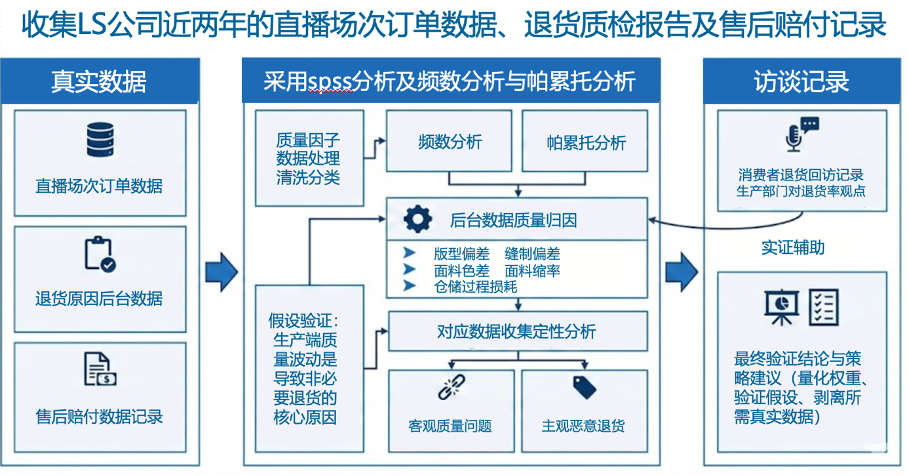 收集LS公司近两年的直播场次订单数据、退货质检报告及售后赔付记录
真实数据
直播场次订单数据
退货原因后台数据
售后赔付数据记录
采用spss分析及频数分析与帕累托分析
质量因子
数据处理
清洗分类
频数分析
帕累托分析
后台数据质量归因
版型偏差 缝制偏差
面料色差 面料缩率
仓储过程损耗
假设验证：
生产端质
量波动是
导致非必
要退货的
核心原因
对应数据收集定性分析
客观质量问题
主观恶意退货
访谈记录
消费者退货回访记录
生产部门对退货率观点
实证辅助
最终验证结论与策
略建议（量化权重、
验证假设、剥离所
需真实数据）